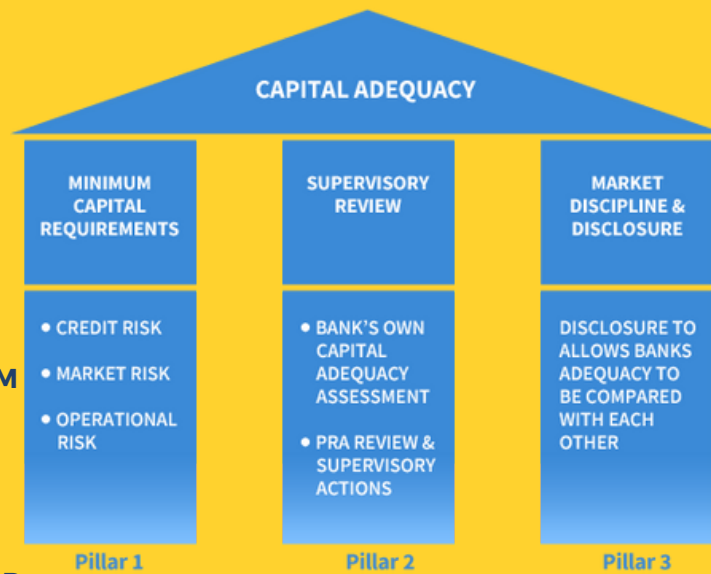 CAPITAL ADEQUACY
MINIMUM
CAPITAL
REQUIREMENTS
• CREDIT RISK
• MARKET RISK
• OPERATIONAL
RISK
Pillar 1
SUPERVISORY
REVIEW
• BANK'S OWN
CAPITAL
ADEQUACY
ASSESSMENT
• PRA REVIEW &
SUPERVISORY
ACTIONS
Pillar 2
MARKET
DISCIPLINE &
DISCLOSURE
DISCLOSURE TO
ALLOWS BANKS
ADEQUACY TO
BE COMPARED
WITH EACH
OTHER
Pillar 3
M